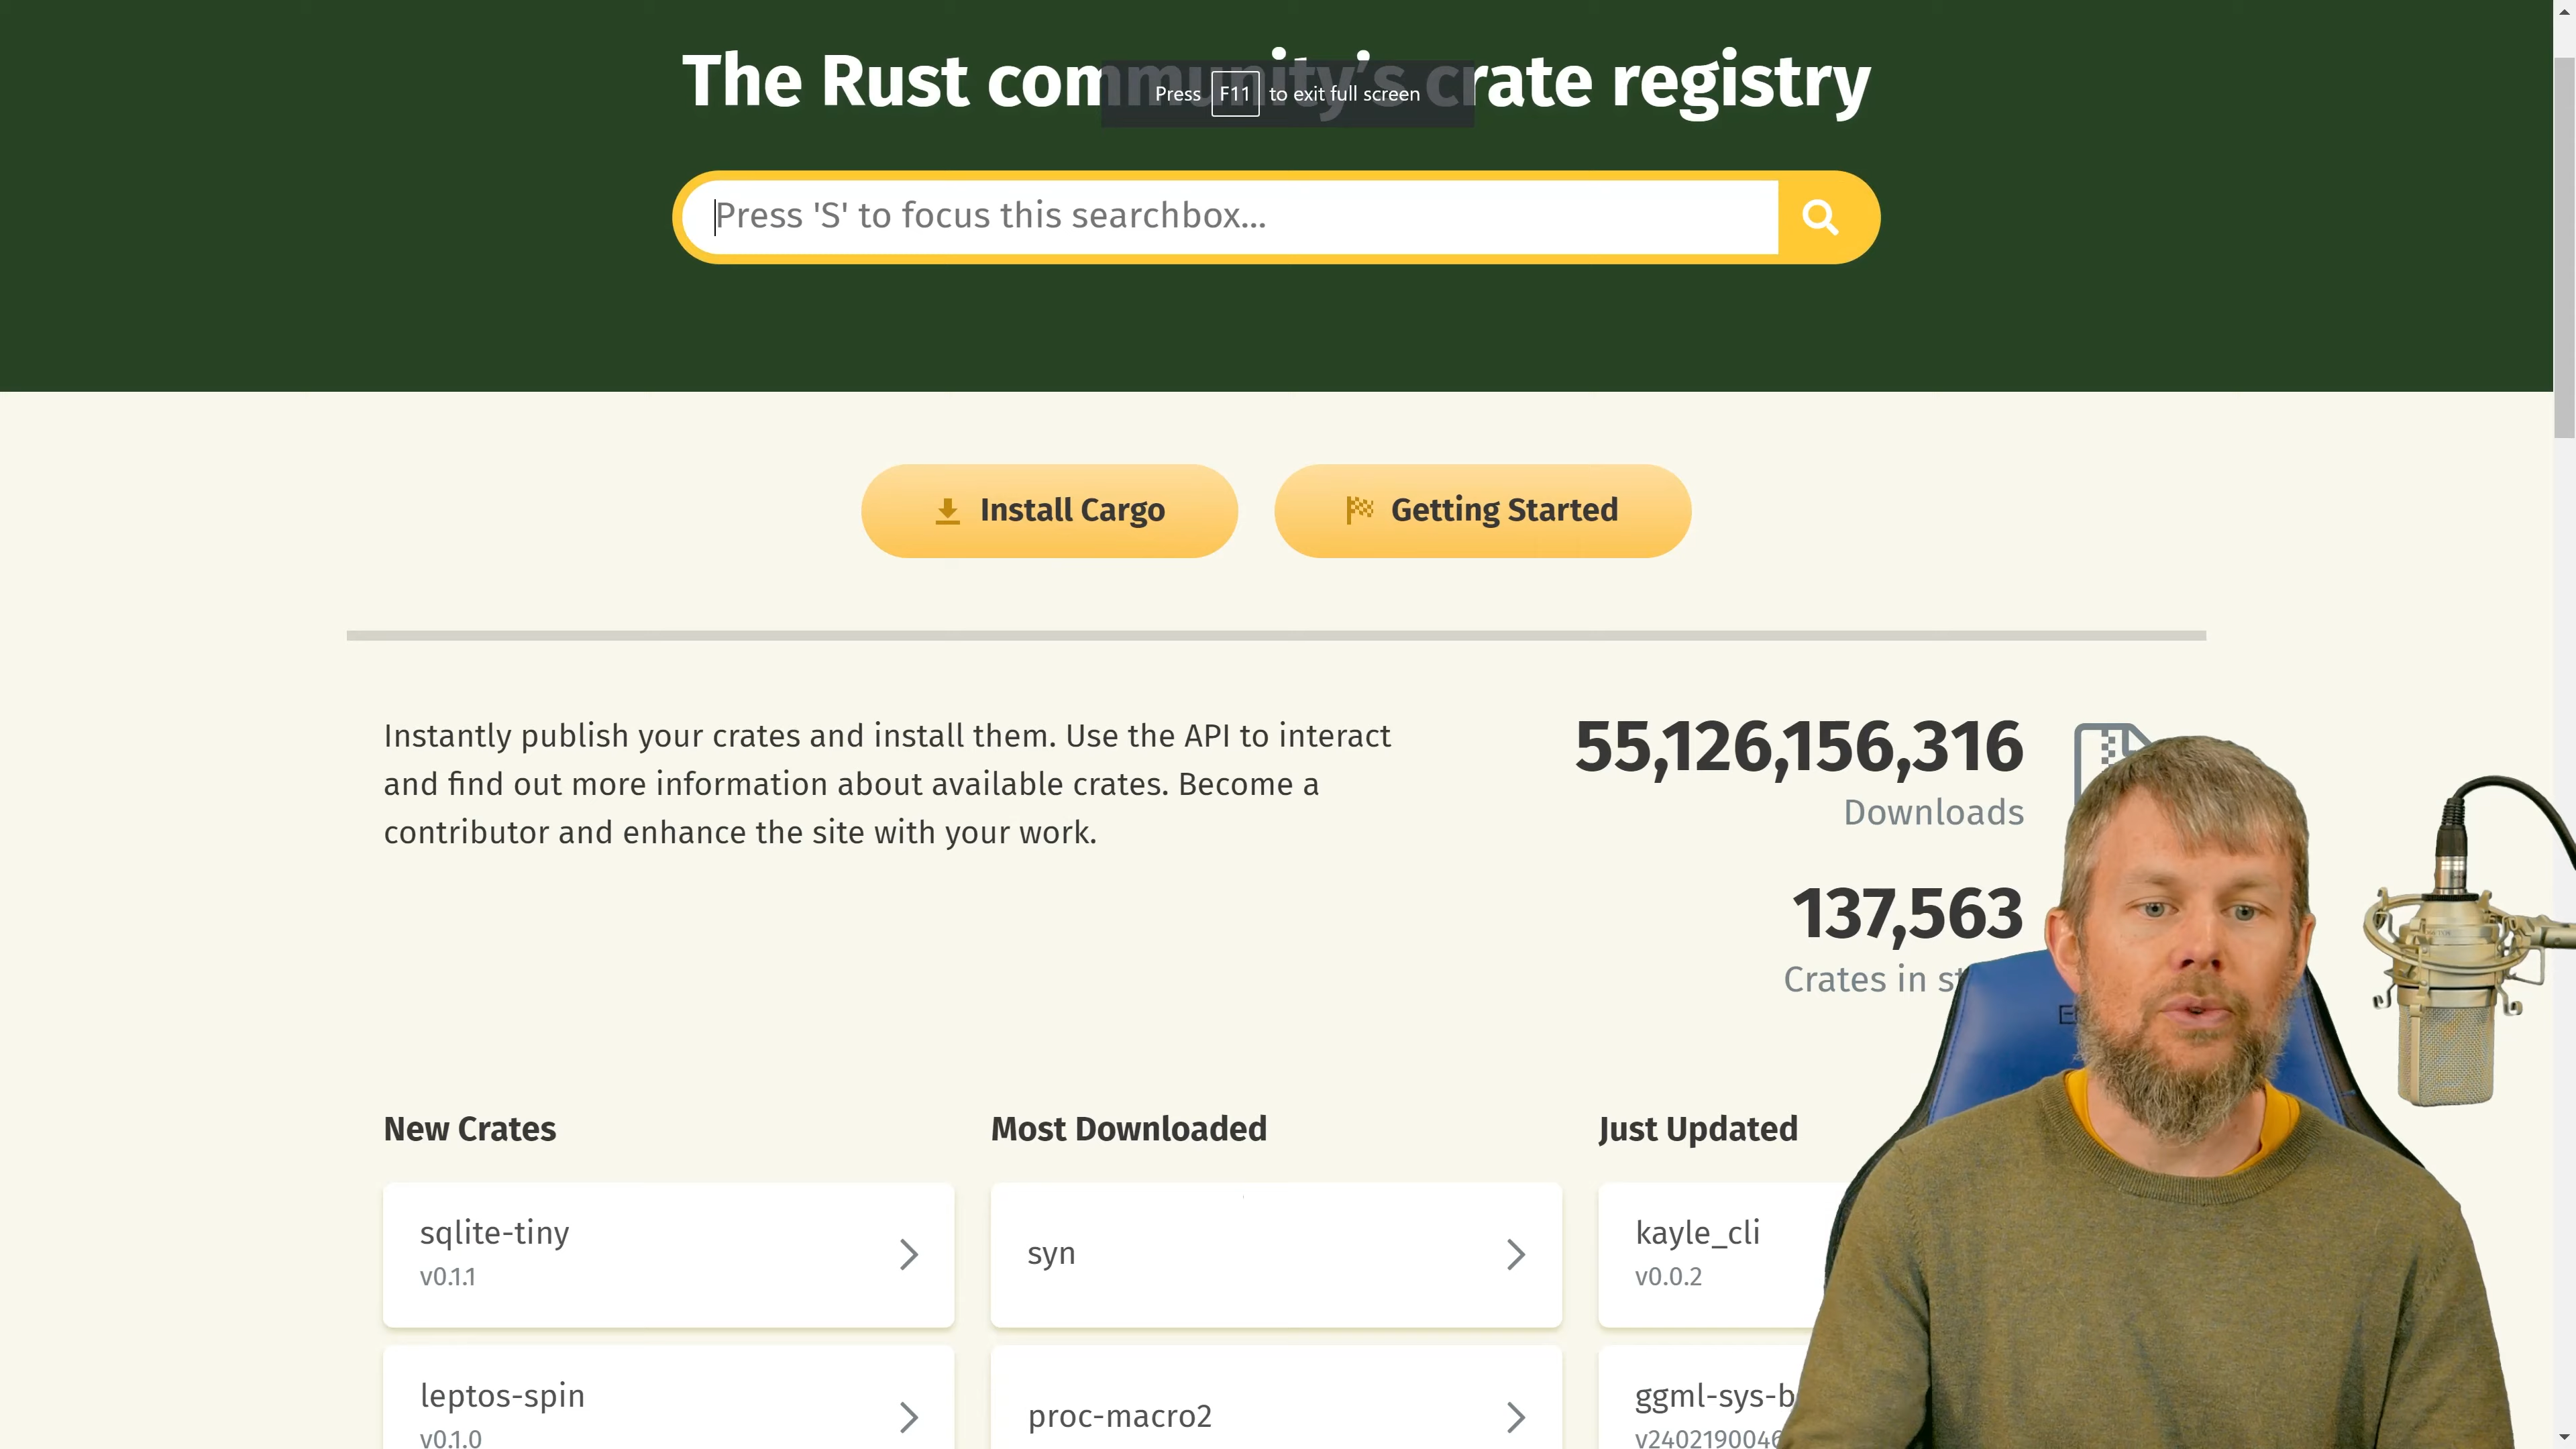 The Rust community's crate registry
Press F11 to exit full screen
Press 'S' to focus this searchbox...
Install Cargo
Getting Started
Instantly publish your crates and install them. Use the API to interact
and find out more information about available crates. Become a
contributor and enhance the site with your work.
55,126,156,316
Downloads
137,563
Crates in
New Crates
sqlite-tiny
v0.1.1
leptos-spin
v0.1.0
Most Downloaded
syn
proc-macro2
Just Updated
kayle_cli
v0.0.2